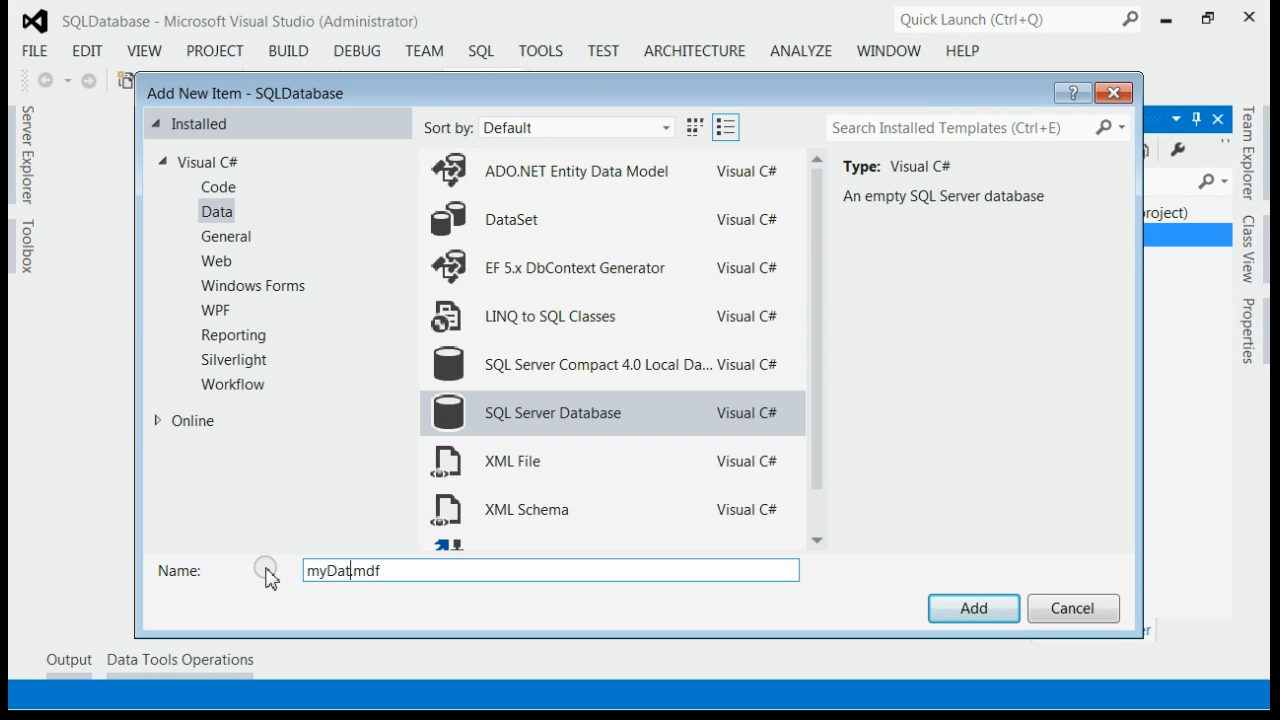 SQLDatabase - Microsoft Visual Studio (Administrator)
Quick Launch (Ctrl+Q)
FILE EDIT VIEW PROJECT BUILD DEBUG TEAM SQL TOOLS TEST ARCHITECTURE ANALYZE WINDOW HELP
Server Explorer
Toolbox
Add New Item - SQLDatabase
Installed
Visual C#
Code
Data
General
Web
Windows Forms
WPF
Reporting
Silverlight
Workflow
Online
Sort by: Default
Search Installed Templates (Ctrl+E)
ADO.NET Entity Data Model Visual C#
DataSet Visual C#
EF 5.x DbContext Generator Visual C#
LINQ to SQL Classes Visual C#
SQL Server Compact 4.0 Local Da... Visual C#
SQL Server Database Visual C#
XML File Visual C#
XML Schema Visual C#
Type: Visual C#
An empty SQL Server database
Name: myDat.mdf
Add Cancel
roject)
er
Team Explorer
Class View
Properties
Output Data Tools Operations